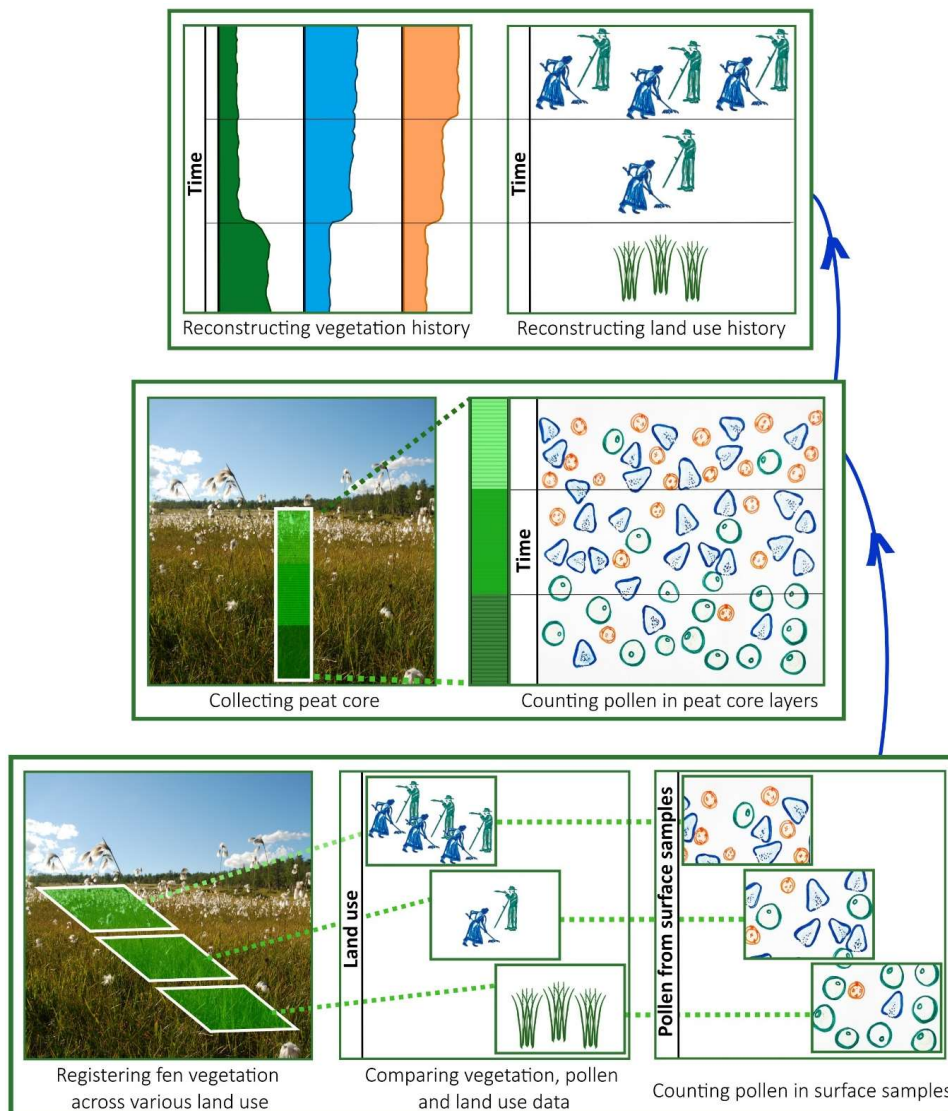 Time
Time
Reconstructing vegetation history
Reconstructing land use history
Time
Collecting peat core
Counting pollen in peat core layers
Land use
Pollen from surface samples
Registering fen vegetation
across various land use
Comparing vegetation, pollen
and land use data
Counting pollen in surface samples